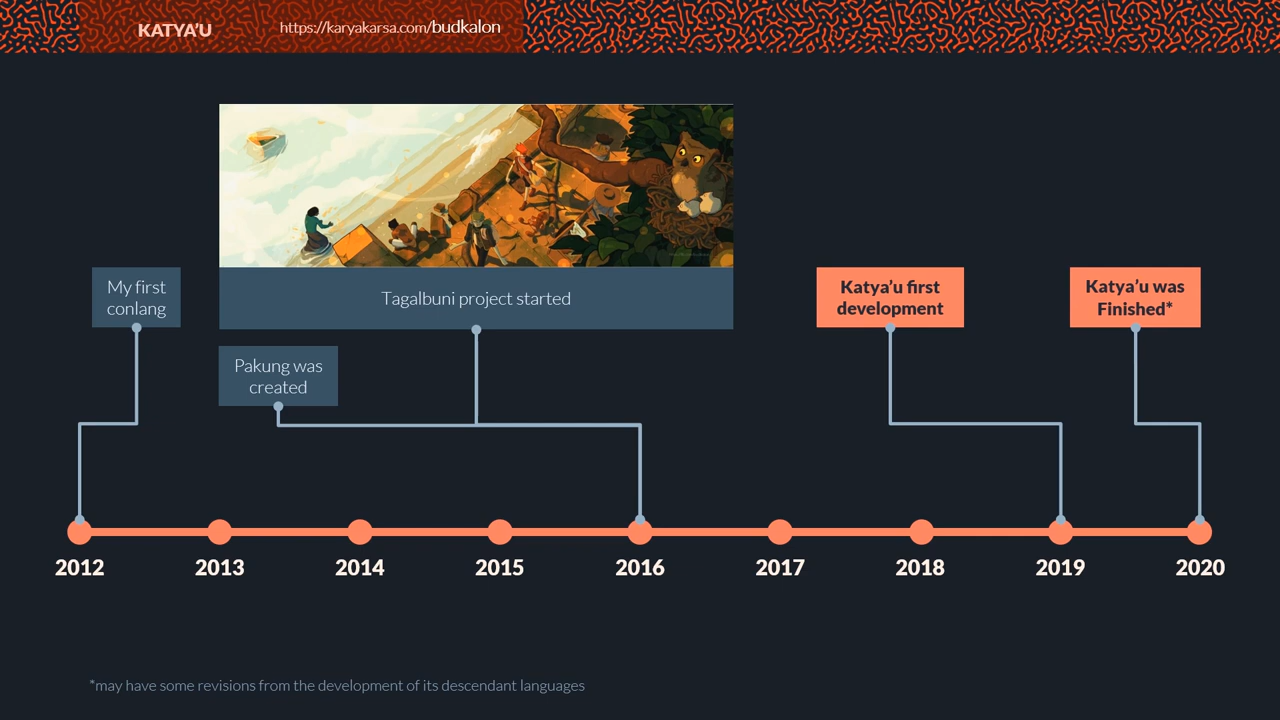 KATYA'U
https://karyakarsa.com/budkalon
My first
conlang
Tagalbuni project started
Pakung was
created
Katya’u first
development
Katya’u was
Finished*
2012
2013
2014
2015
2016
2017
2018
2019
2020
*may have some revisions from the development of its descendant languages